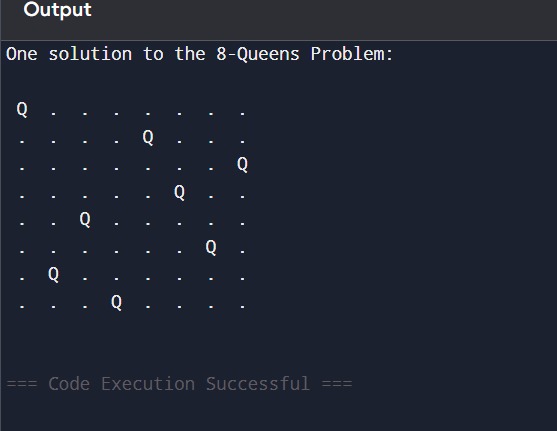 Output
One solution to the 8-Queens Problem:
Q . . . . . . .
. . . . Q . . .
. . . . . . . Q
. . . . . Q . .
. . Q . . . . .
. . . . . . Q .
. Q . . . . . .
. . . Q . . . .
=== Code Execution Successful ===